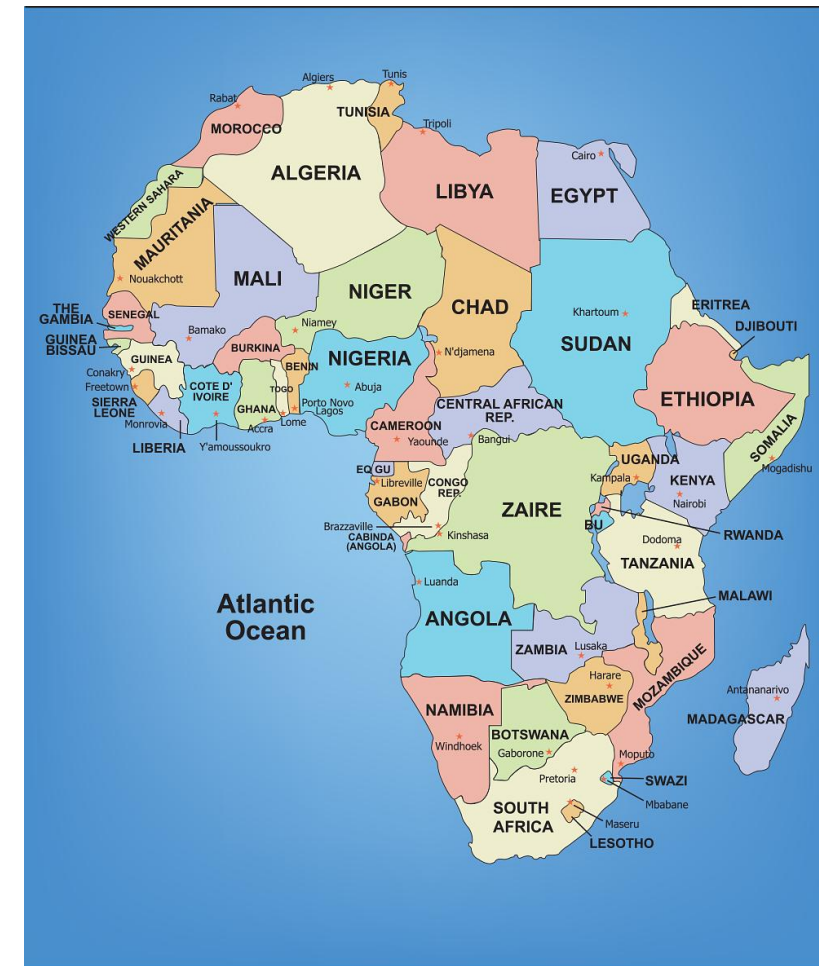 Algiers
Tunis
Rabat
TUNISIA
Tripoli
MOROCCO
Cairo
ALGERIA
LIBYA
EGYPT
WESTERN SAHARA
MAURITANIA
Nouakchott
MALI
NIGER
CHAD
ERITREA
THE
GAMBIA
SENEGAL
Khartoum
DJIBOUTI
GUINEA
BISSAU
Bamako
Niamey
SUDAN
BURKINA
NIGERIA
N'djamena
GUINEA
BENIN
Conakry
Freetown
COTE D'
IVOIRE
TOGO
Abuja
ETHIOPIA
SIERRA
LEONE
GHANA
Porto Novo
Lagos
CENTRAL AFRICAN
REP.
Monrovia
Accra
Lome
CAMEROON
Yaounde
Bangui
SOMALIA
LIBERIA
Y'amoussoukro
Mogadishu
UGANDA
EQ GU
Kampala
KENYA
Libreville
CONGO
REP.
GABON
Nairobi
ZAIRE
Brazzaville
BU
CABINDA
(ANGOLA)
Kinshasa
RWANDA
Dodoma
TANZANIA
Luanda
MALAWI
Atlantic
Ocean
ANGOLA
ZAMBIA
Lusaka
MOZAMBIQUE
Harare
ZIMBABWE
Antananarivo
NAMIBIA
MADAGASCAR
BOTSWANA
Windhoek
Gaborone
Moputo
Pretoria
SWAZI
Mbabane
SOUTH
AFRICA
Maseru
LESOTHO